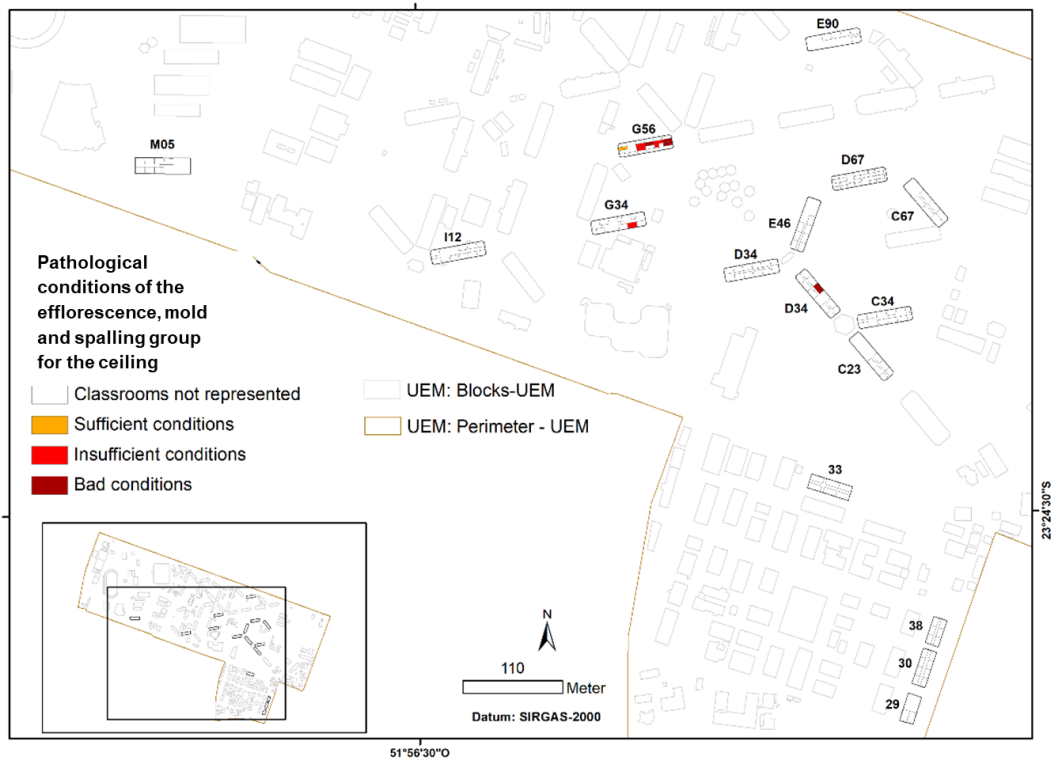 E90
G56
M05
D67
G34
C67
E46
I12
D34
D34
C34
C23
Pathological
conditions of the
efflorescence, mold
and spalling group
for the ceiling
Classrooms not represented
Sufficient conditions
Insufficient conditions
Bad conditions
UEM: Blocks-UEM
UEM: Perimeter - UEM
33
23°24'30"S
N
38
110
30
Meter
29
Datum: SIRGAS-2000
51°56'30"O